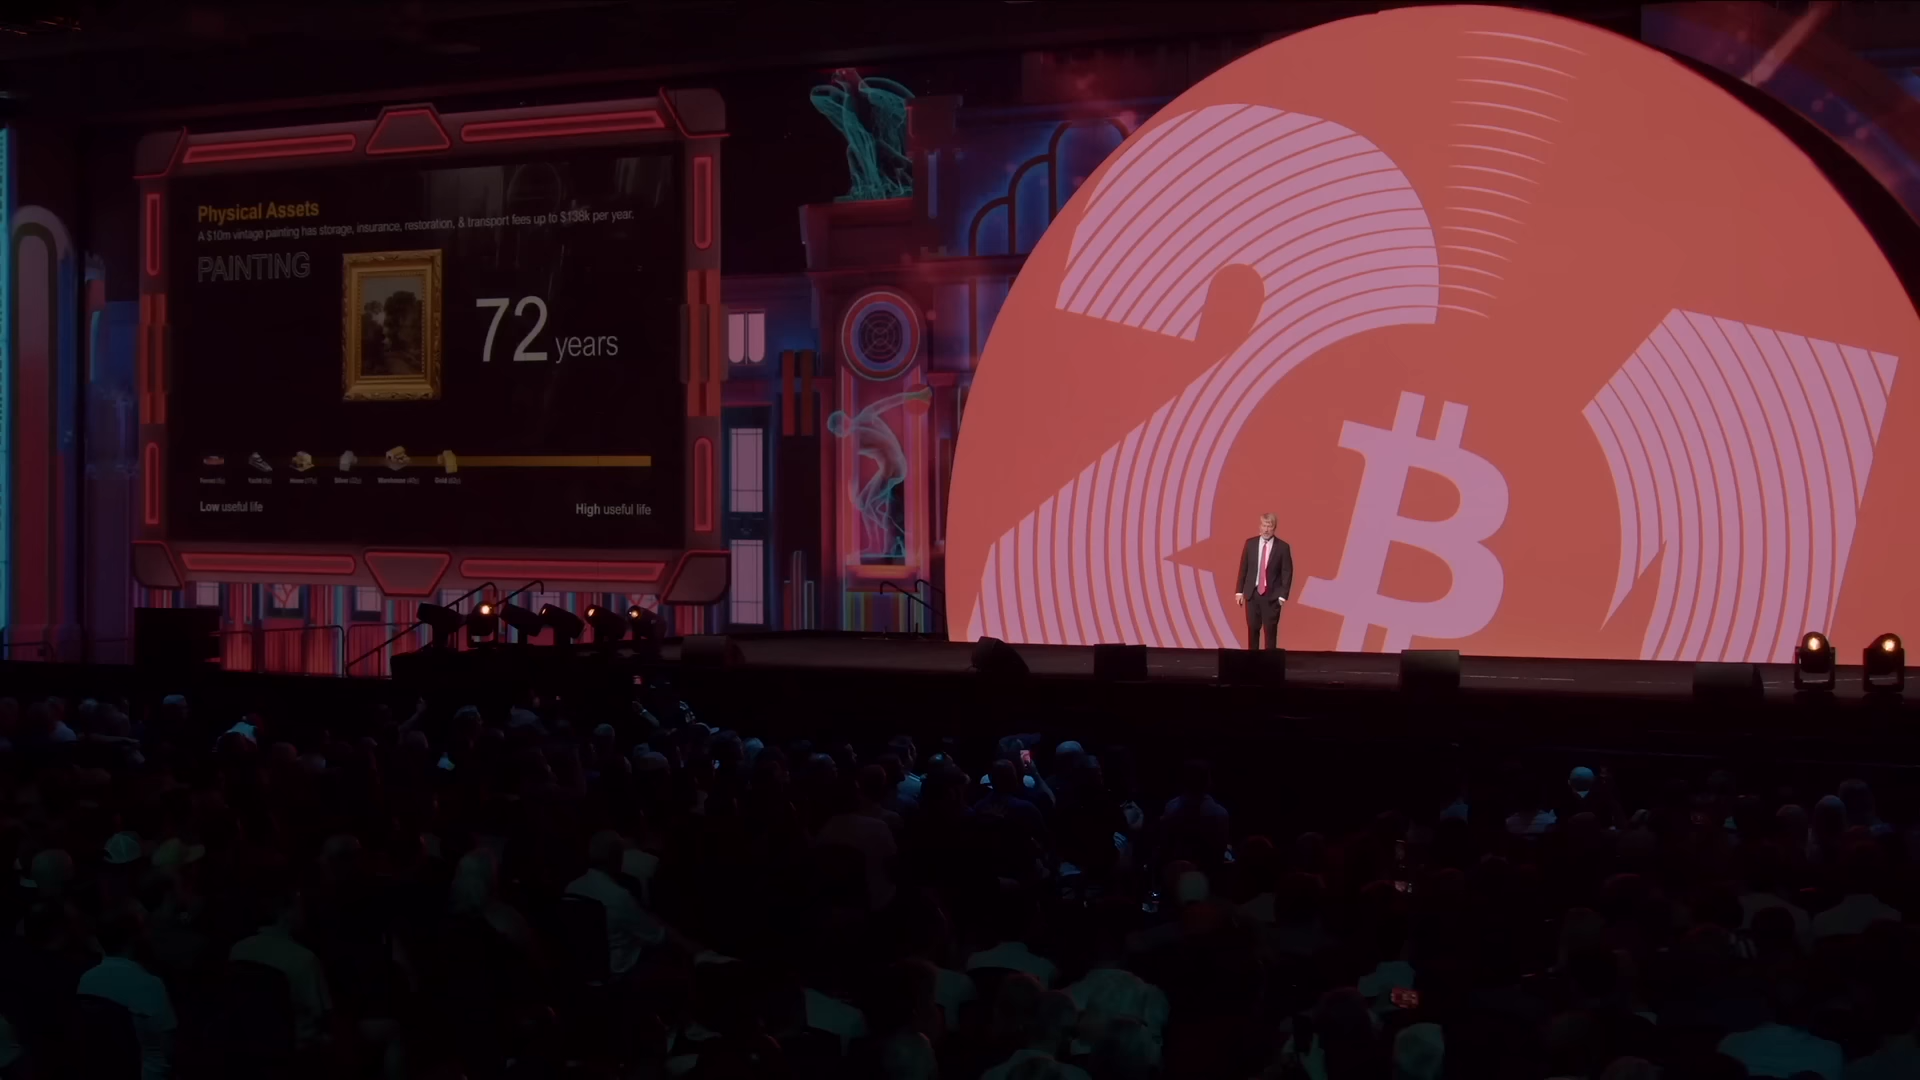 Physical Assets
A $10m vintage painting has storage, insurance, restoration, & transport fees up to $138k per year.
PAINTING
72 years
Low useful life
High useful life
21